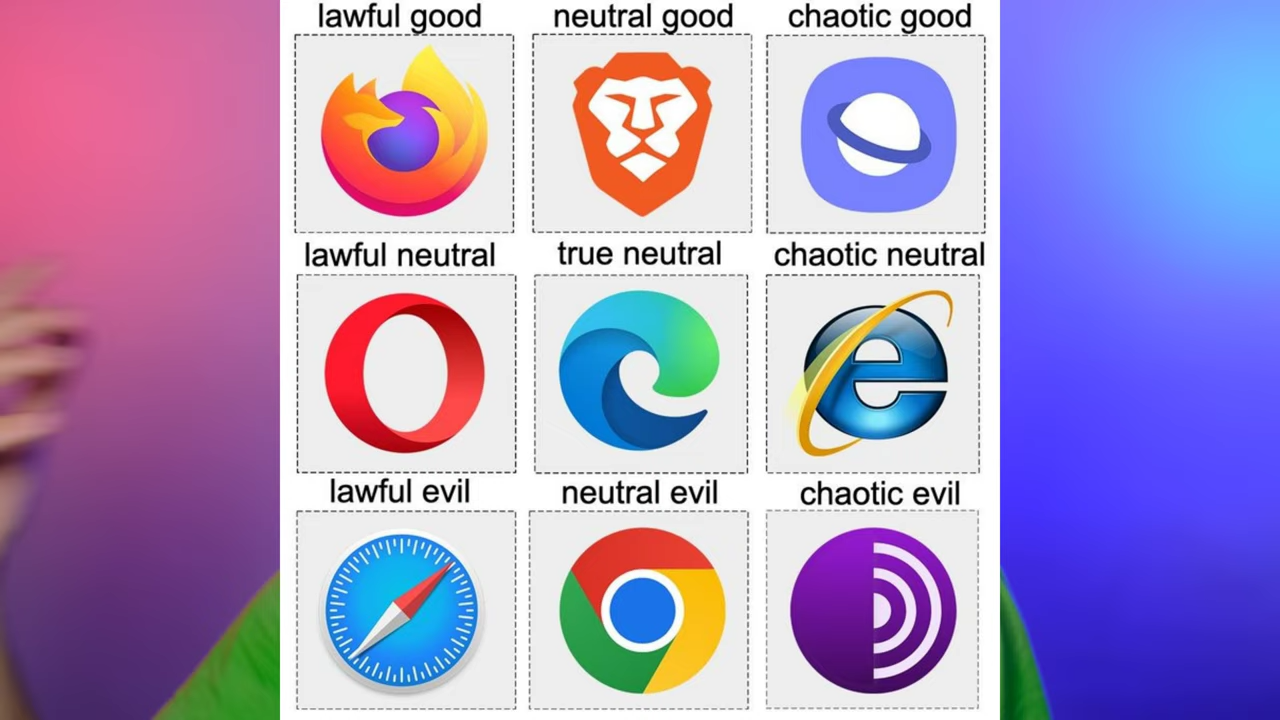 lawful good
neutral good
chaotic good
lawful neutral
true neutral
chaotic neutral
lawful evil
neutral evil
chaotic evil